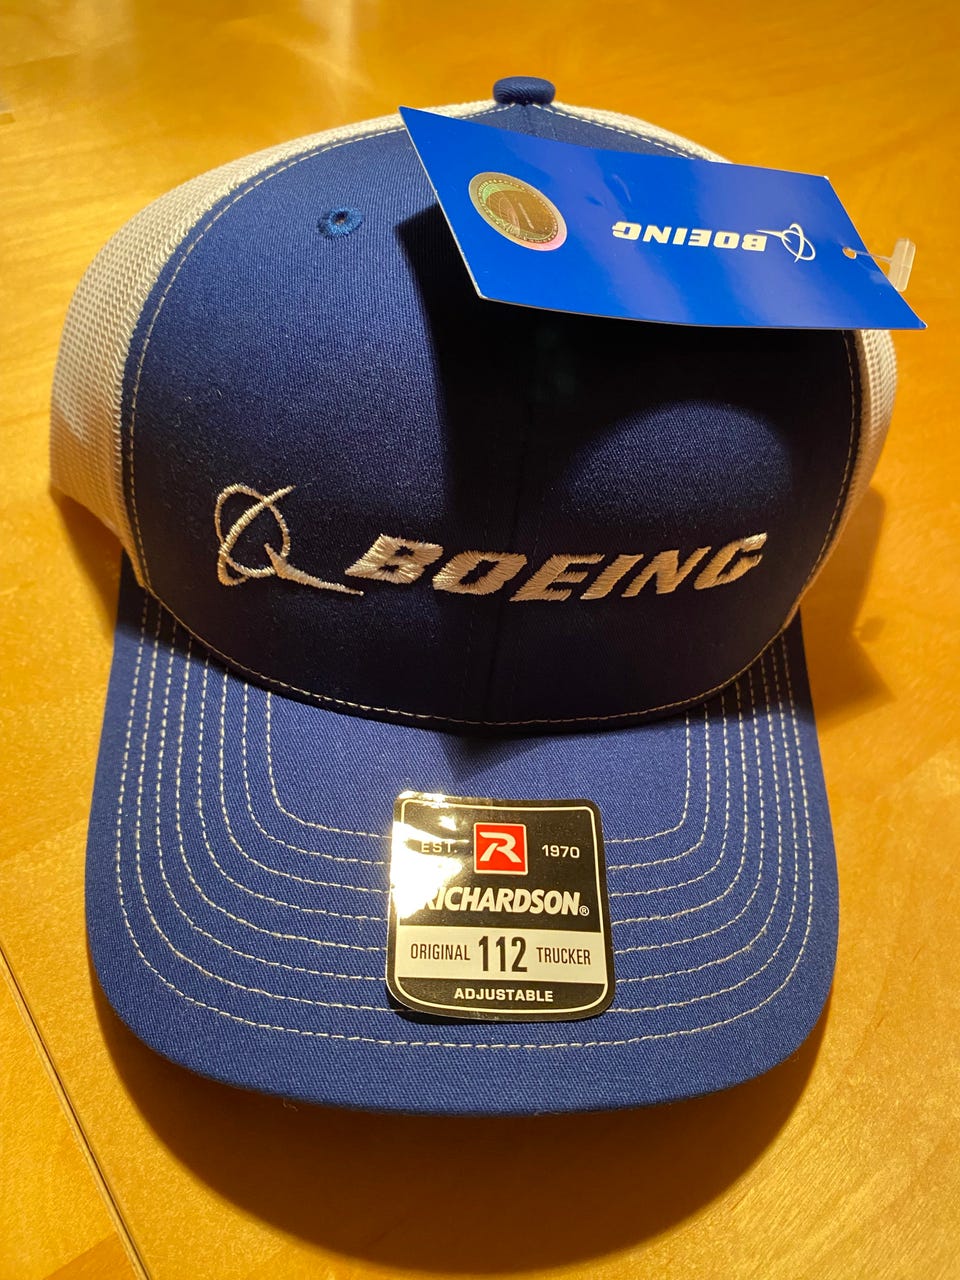 BOEING
BOEING
EST. R 1970
RICHARDSON®
ORIGINAL 112 TRUCKER
ADJUSTABLE